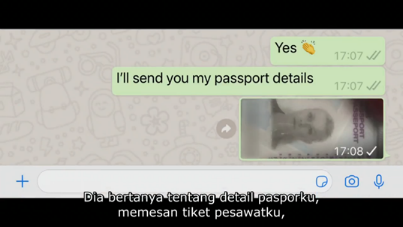 Yes 👏
17:07
I'll send you my passport details
17:07
17:08
Dia bertanya tentang detail pasporku,
memesan tiket pesawatku,